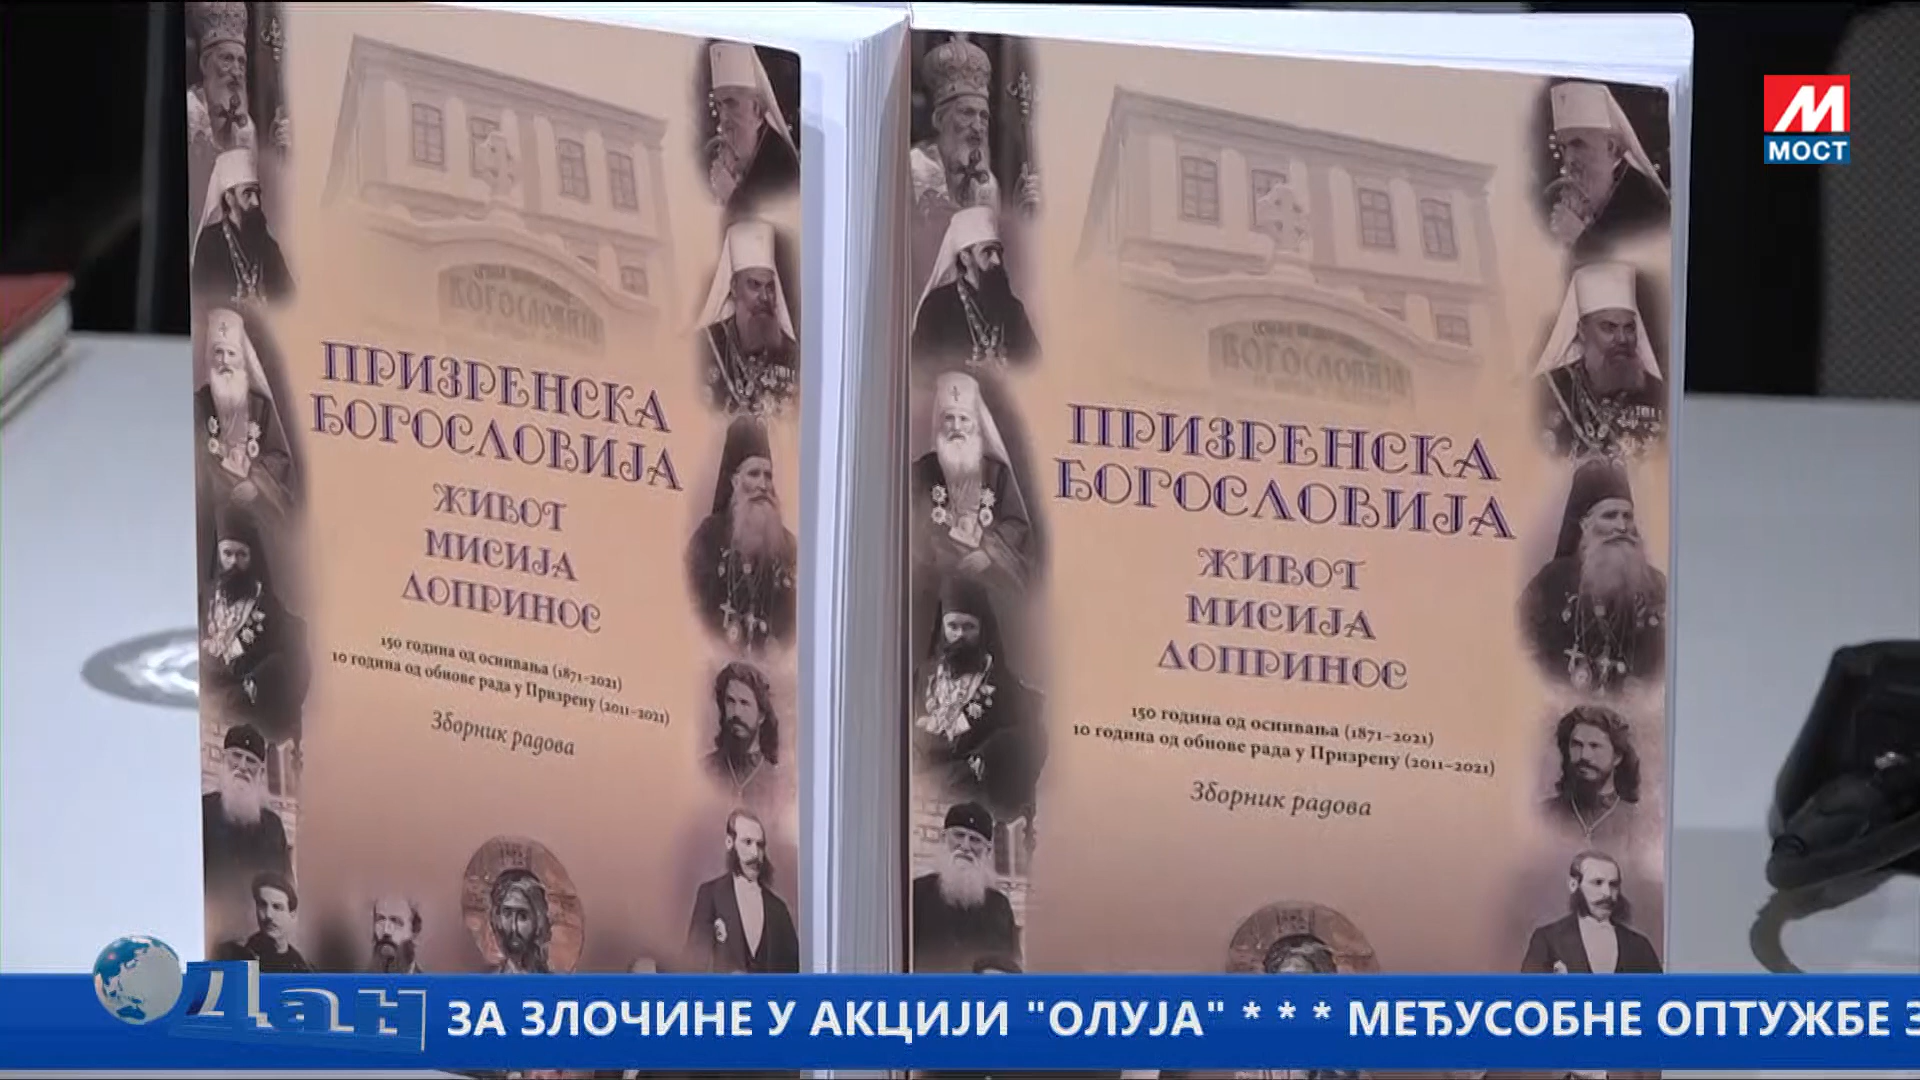 М
МОСТ
БОГОСЛОВИЈА
ПРИЗРЕНСКА
БОГОСЛОВИЈА
ЖИВОТ
МИСИЈА
ДОПРИНОС
150 година од оснивања (1871–2021)
10 година од обнове рада у Призрену (2011–2021)
Зборник радова
БОГОСЛОВИЈА
ПРИЗРЕНСКА
БОГОСЛОВИЈА
ЖИВОТ
МИСИЈА
ДОПРИНОС
150 година од оснивања (1871–2021)
10 година од обнове рада у Призрену (2011–2021)
Зборник радова
Дан
ЗА ЗЛОЧИНЕ У АКЦИЈИ "ОЛУЈА" * * * МЕЂУСОБНЕ ОПТУЖБЕ З